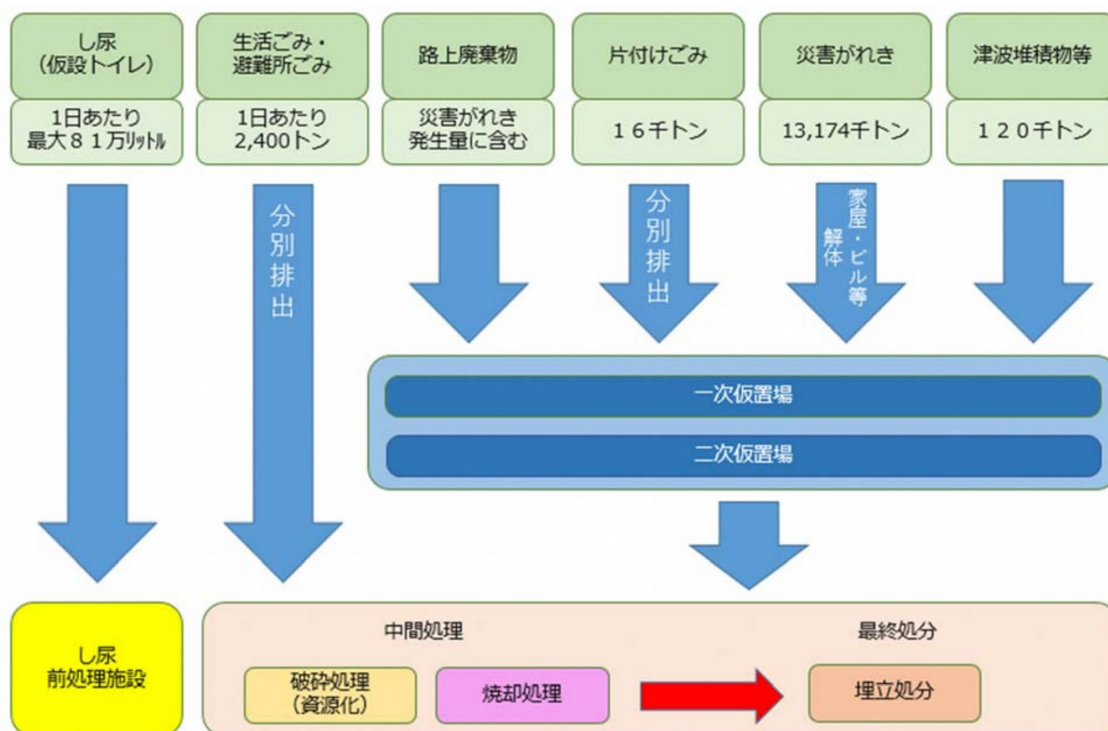 し尿
（仮設トイレ）
生活ごみ・
避難所ごみ
路上廃棄物
片付けごみ
災害がれき
津波堆積物等
1日あたり
最大８１万ﾘｯﾄﾙ
1日あたり
2,400トン
災害がれき
発生量に含む
１６千トン
13,174千トン
１２０千トン
分別排出
分別排出
家屋・ビル等
解体
一次仮置場
二次仮置場
し尿
前処理施設
中間処理
最終処分
破砕処理
（資源化）
焼却処理
埋立処分